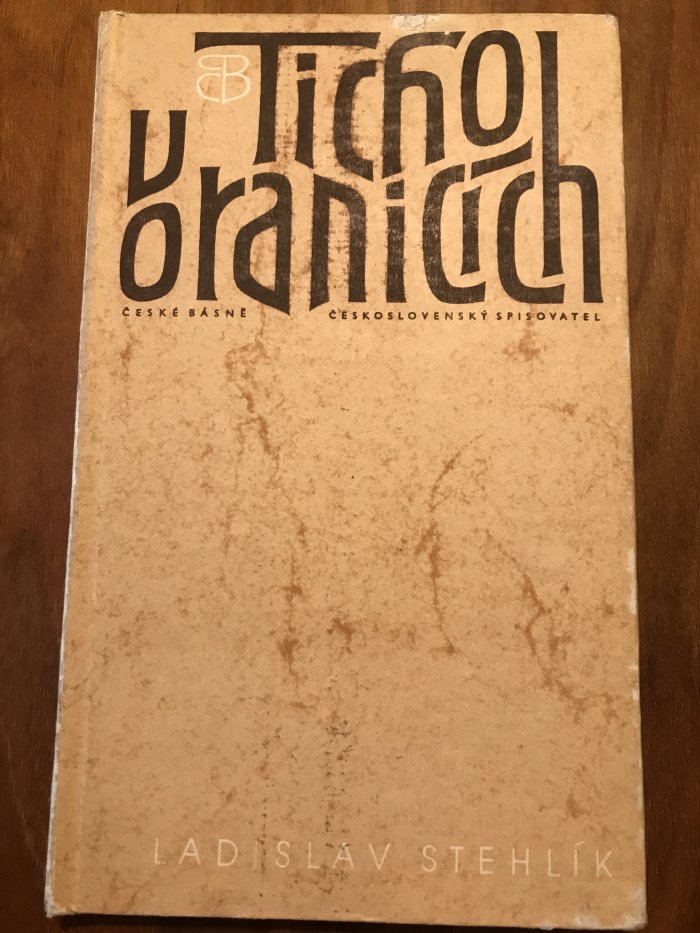 Ticho
v oranicích
ČESKÉ BÁSNĚ ČESKOSLOVENSKÝ SPISOVATEL
LADISLAV STEHLÍK